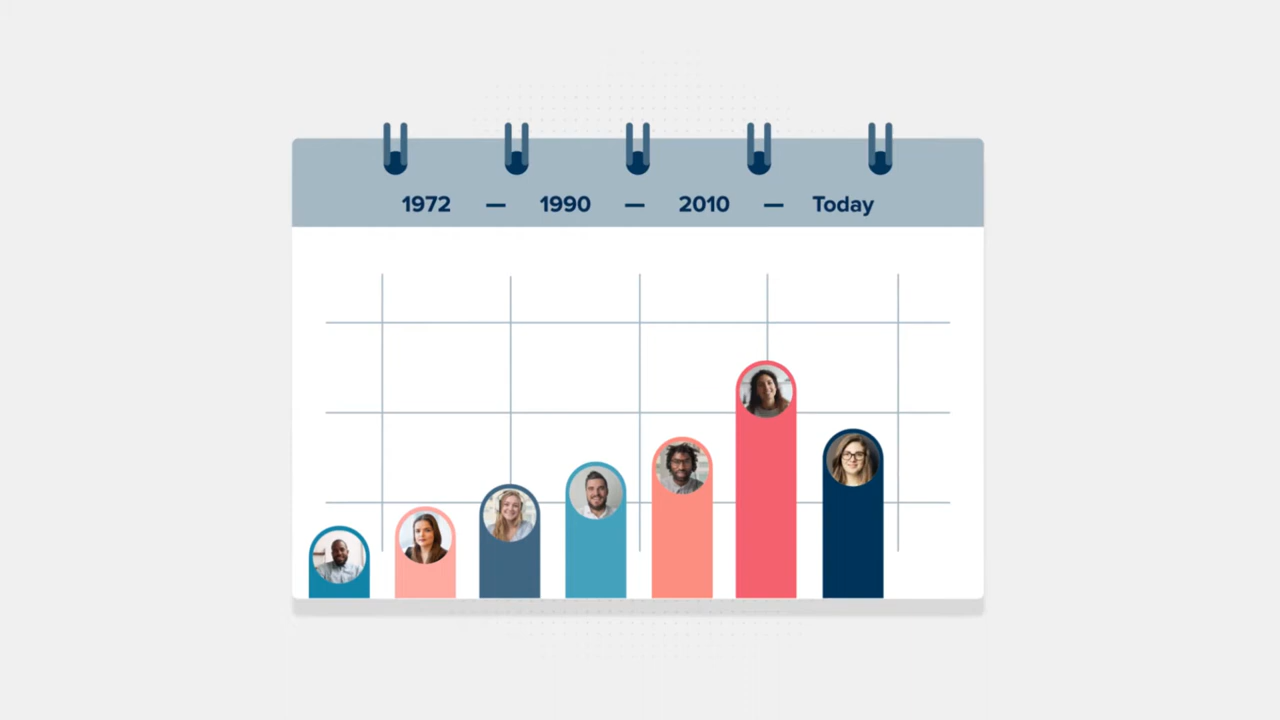 1972 — 1990 — 2010 — Today